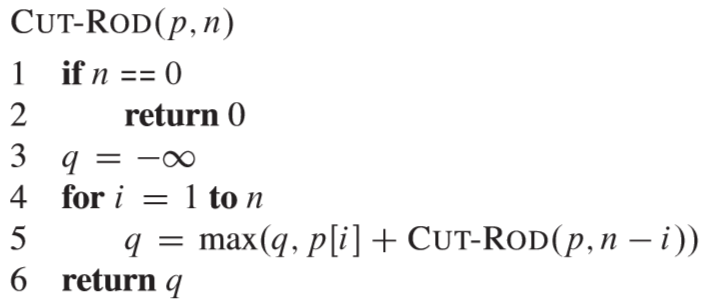 CUT-ROD(p, n)
1 if n == 0
2 return 0
3 q = −∞
4 for i = 1 to n
5 q = max(q, p[i] + CUT-ROD(p, n − i))
6 return q